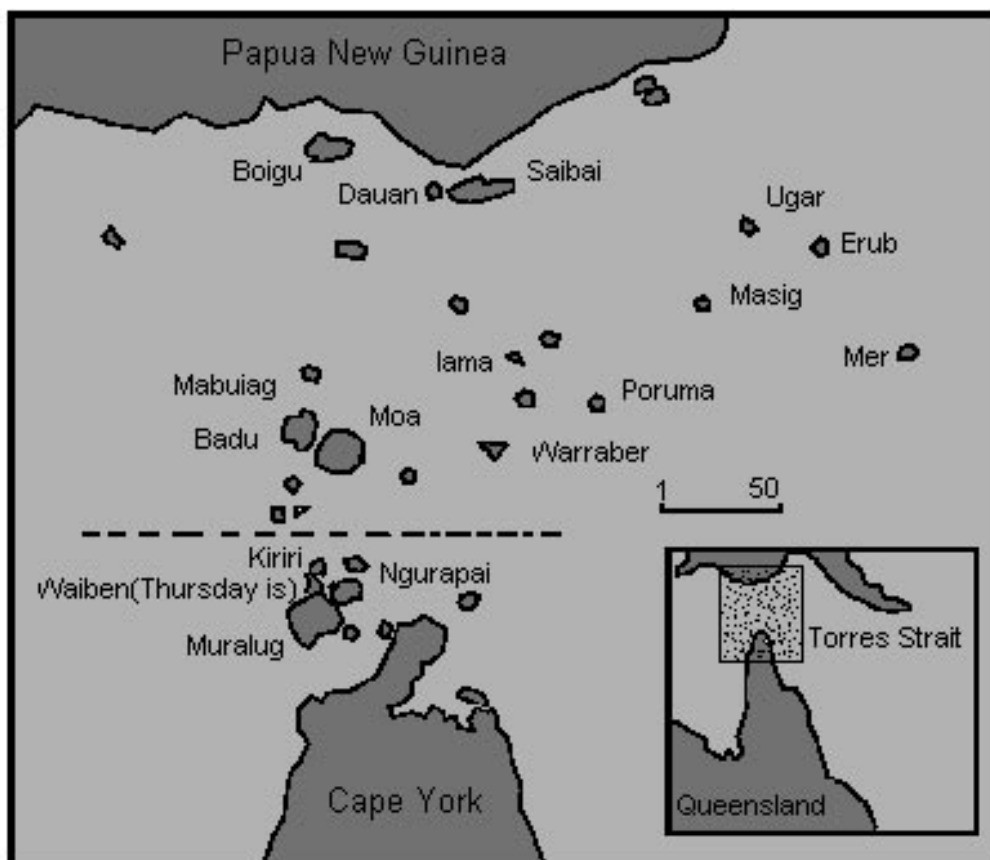 Papua New Guinea
Boigu
Dauan
Saibai
Ugar
Erub
Masig
Iama
Mer
Mabuiag
Moa
Poruma
Badu
Warraber
1 50
Kiriri
Ngurapai
Waiben(Thursday is)
Muralug
Torres Strait
Cape York
Queensland